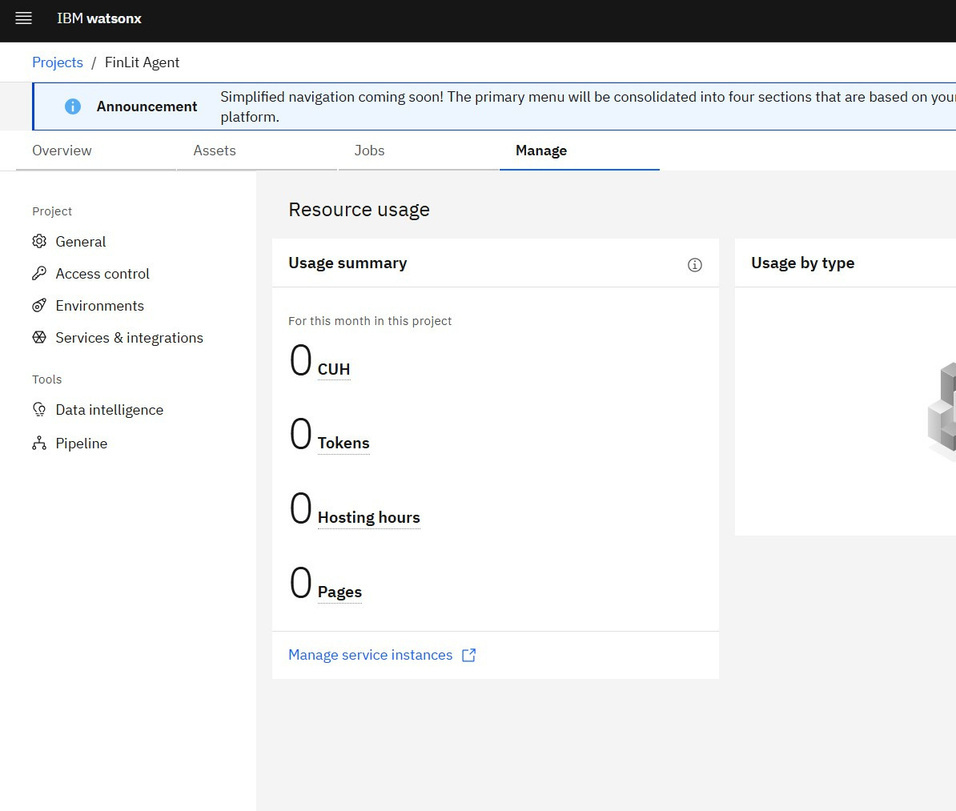 IBM watsonx
Projects / FinLit Agent
Announcement
Simplified navigation coming soon! The primary menu will be consolidated into four sections that are based on
platform.
Overview
Assets
Jobs
Manage
Project
General
Access control
Environments
Services & integrations
Tools
Data intelligence
Pipeline
Resource usage
Usage summary
For this month in this project
0 CUH
0 Tokens
0 Hosting hours
0 Pages
Manage service instances
Usage by type